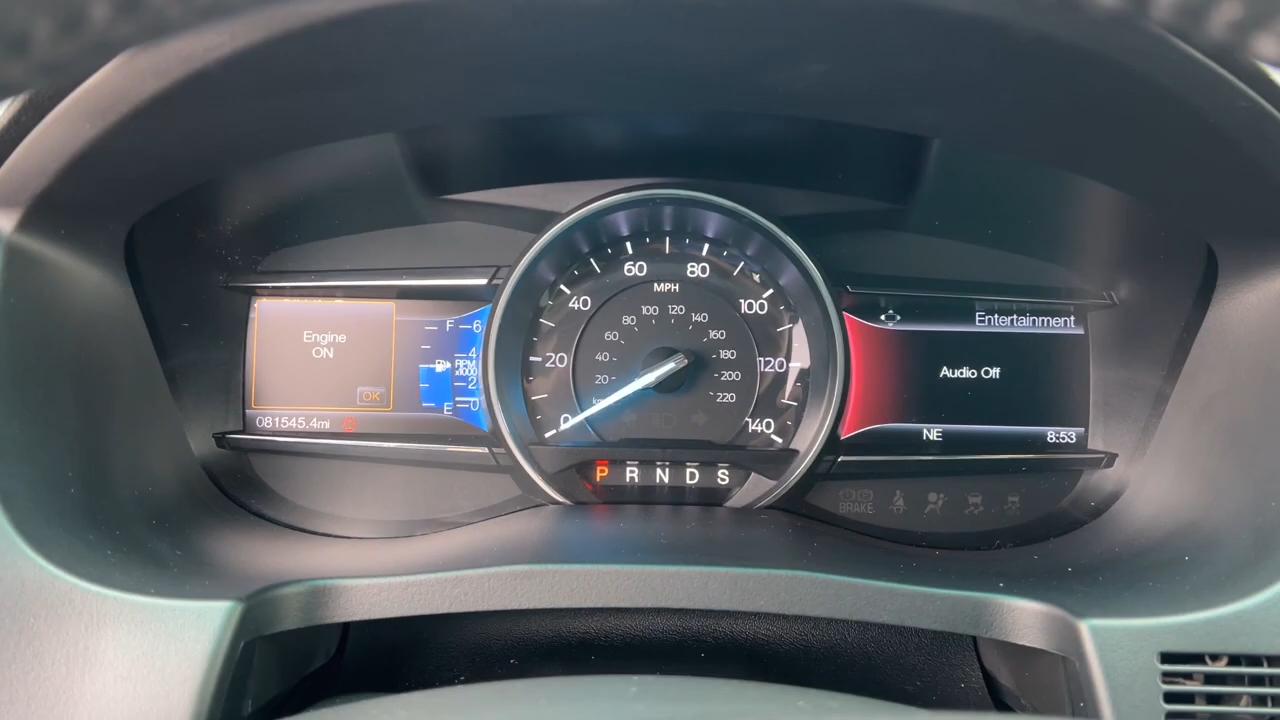 Engine
ON
OK
081545.4mi
F
E
6
4
2
0
RPM
x1000
0
20
40
60
80
100
120
140
MPH
20
40
60
80
100
120
140
160
180
200
220
P R N D S
Entertainment
Audio Off
NE 8:53
BRAKE